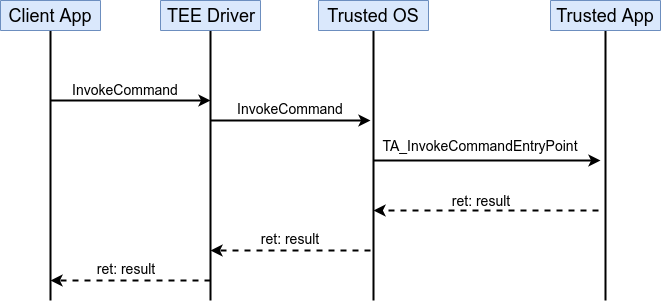 Client App
TEE Driver
Trusted OS
Trusted App
InvokeCommand
InvokeCommand
TA_InvokeCommandEntryPoint
ret: result
ret: result
ret: result